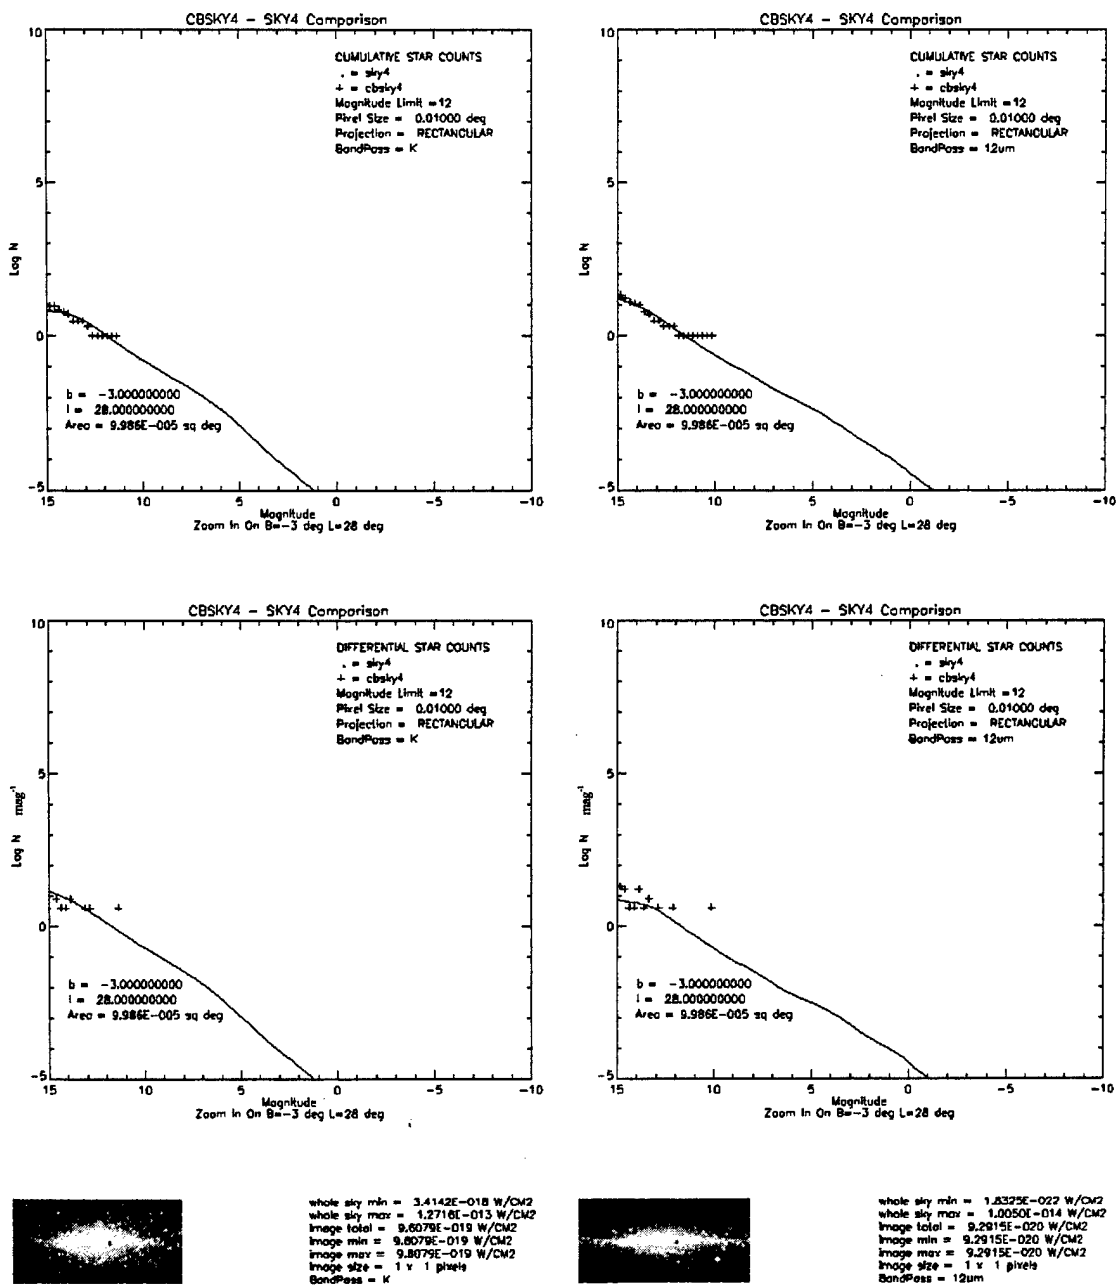 CBSKY4 - SKY4 Comparison
10
CUMULATIVE STAR COUNTS
. = sky4
+ = cbsky4
Magnitude Limit =12
Pixel Size = 0.01000 deg
Projection = RECTANGULAR
BandPass = K
5
Log N
0
b = -3.000000000
l = 28.000000000
Area = 9.986E-005 sq deg
-5
15 10 5 0 -5 -10
Magnitude
Zoom In On B=-3 deg L=28 deg
CBSKY4 - SKY4 Comparison
10
CUMULATIVE STAR COUNTS
. = sky4
+ = cbsky4
Magnitude Limit =12
Pixel Size = 0.01000 deg
Projection = RECTANGULAR
BandPass = 12um
5
Log N
0
b = -3.000000000
l = 28.000000000
Area = 9.986E-005 sq deg
-5
15 10 5 0 -5 -10
Magnitude
Zoom In On B=-3 deg L=28 deg
CBSKY4 - SKY4 Comparison
10
DIFFERENTIAL STAR COUNTS
. = sky4
+ = cbsky4
Magnitude Limit =12
Pixel Size = 0.01000 deg
Projection = RECTANGULAR
BandPass = K
5
Log N mag⁻¹
0
b = -3.000000000
l = 28.000000000
Area = 9.986E-005 sq deg
-5
15 10 5 0 -5 -10
Magnitude
Zoom In On B=-3 deg L=28 deg
CBSKY4 - SKY4 Comparison
10
DIFFERENTIAL STAR COUNTS
. = sky4
+ = cbsky4
Magnitude Limit =12
Pixel Size = 0.01000 deg
Projection = RECTANGULAR
BandPass = 12um
5
Log N mag⁻¹
0
b = -3.000000000
l = 28.000000000
Area = 9.986E-005 sq deg
-5
15 10 5 0 -5 -10
Magnitude
Zoom In On B=-3 deg L=28 deg
whole sky min = 3.4142E-018 W/CM2
whole sky max = 1.2716E-013 W/CM2
Image total = 9.6079E-019 W/CM2
Image min = 9.6079E-019 W/CM2
image max = 9.6079E-019 W/CM2
Image size = 1 x 1 pixels
BandPass = K
whole sky min = 1.8325E-022 W/CM2
whole sky max = 1.0050E-014 W/CM2
Image total = 9.2915E-020 W/CM2
Image min = 9.2915E-020 W/CM2
image max = 9.2915E-020 W/CM2
Image size = 1 x 1 pixels
BandPass = 12um